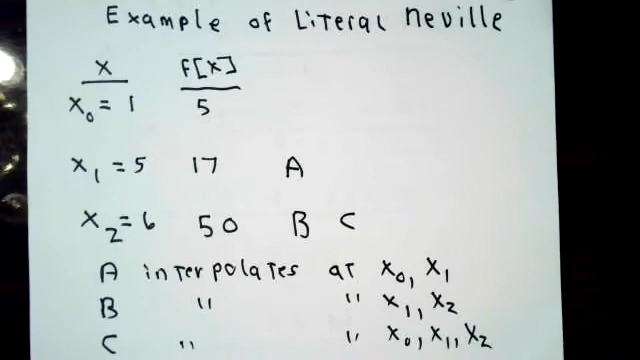 Example of Literal Neville
x f[x]
x₀ = 1 5
x₁ = 5 17 A
x₂ = 6 50 B C
A interpolates at x₀, x₁
B " " x₁, x₂
C " " x₀, x₁, x₂